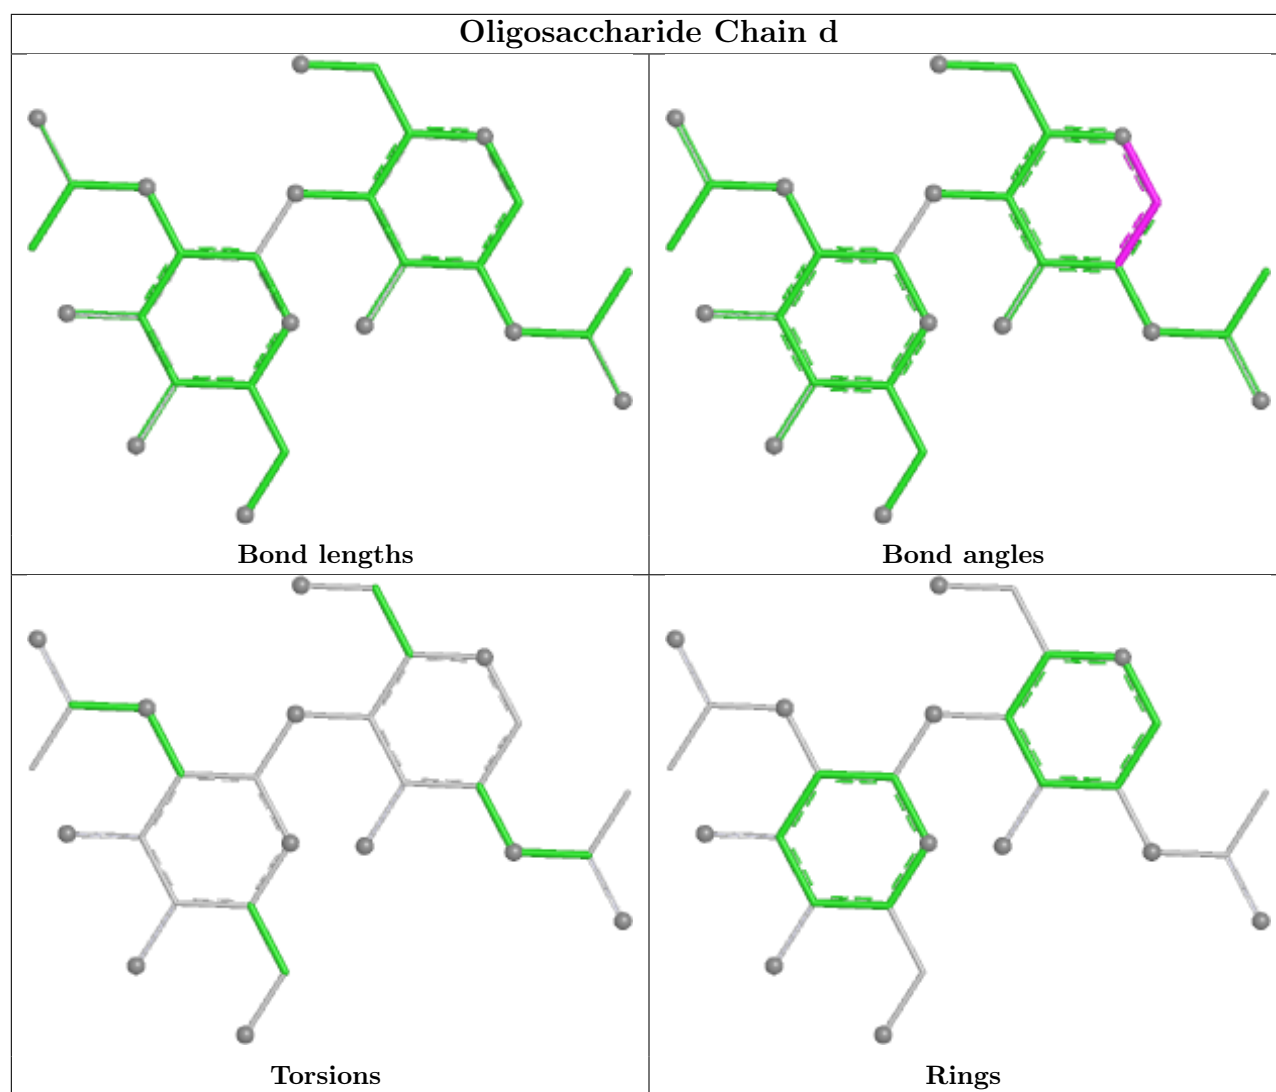 Oligosaccharide Chain d
Bond lengths
Bond angles
Torsions
Rings